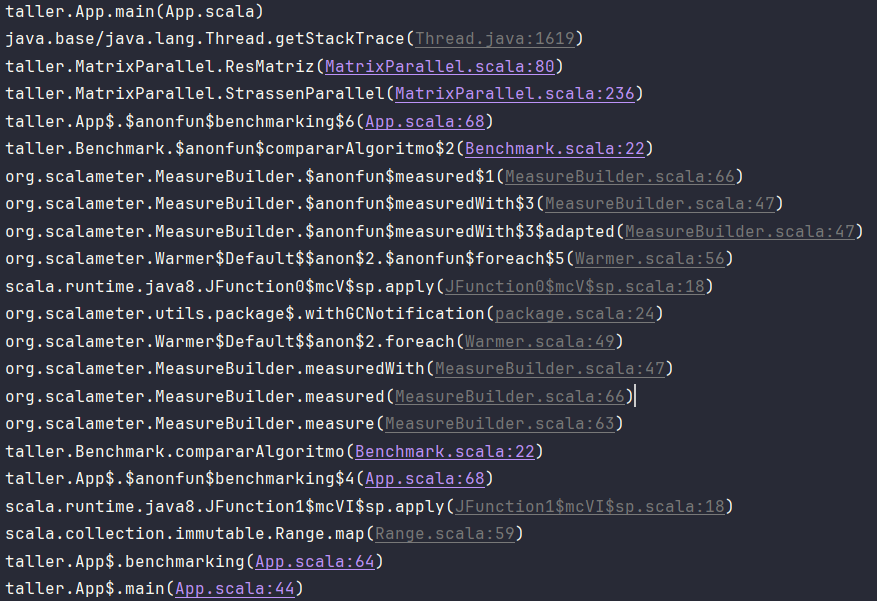 taller.App.main(App.scala)
java.base/java.lang.Thread.getStackTrace(Thread.java:1619)
taller.MatrixParallel.ResMatriz(MatrixParallel.scala:80)
taller.MatrixParallel.StrassenParallel(MatrixParallel.scala:236)
taller.App$.$anonfun$benchmarking$6(App.scala:68)
taller.Benchmark.$anonfun$compararAlgoritmo$2(Benchmark.scala:22)
org.scalameter.MeasureBuilder.$anonfun$measured$1(MeasureBuilder.scala:66)
org.scalameter.MeasureBuilder.$anonfun$measuredWith$3(MeasureBuilder.scala:47)
org.scalameter.MeasureBuilder.$anonfun$measuredWith$3$adapted(MeasureBuilder.scala:47)
org.scalameter.Warmer$Default$$anon$2.$anonfun$foreach$5(Warmer.scala:56)
scala.runtime.java8.JFunction0$mcV$sp.apply(JFunction0$mcV$sp.scala:18)
org.scalameter.utils.package$.withGCNotification(package.scala:24)
org.scalameter.Warmer$Default$$anon$2.foreach(Warmer.scala:49)
org.scalameter.MeasureBuilder.measuredWith(MeasureBuilder.scala:47)
org.scalameter.MeasureBuilder.measured(MeasureBuilder.scala:66)
org.scalameter.MeasureBuilder.measure(MeasureBuilder.scala:63)
taller.Benchmark.compararAlgoritmo(Benchmark.scala:22)
taller.App$.$anonfun$benchmarking$4(App.scala:68)
scala.runtime.java8.JFunction1$mcVI$sp.apply(JFunction1$mcVI$sp.scala:18)
scala.collection.immutable.Range.map(Range.scala:59)
taller.App$.benchmarking(App.scala:64)
taller.App$.main(App.scala:44)